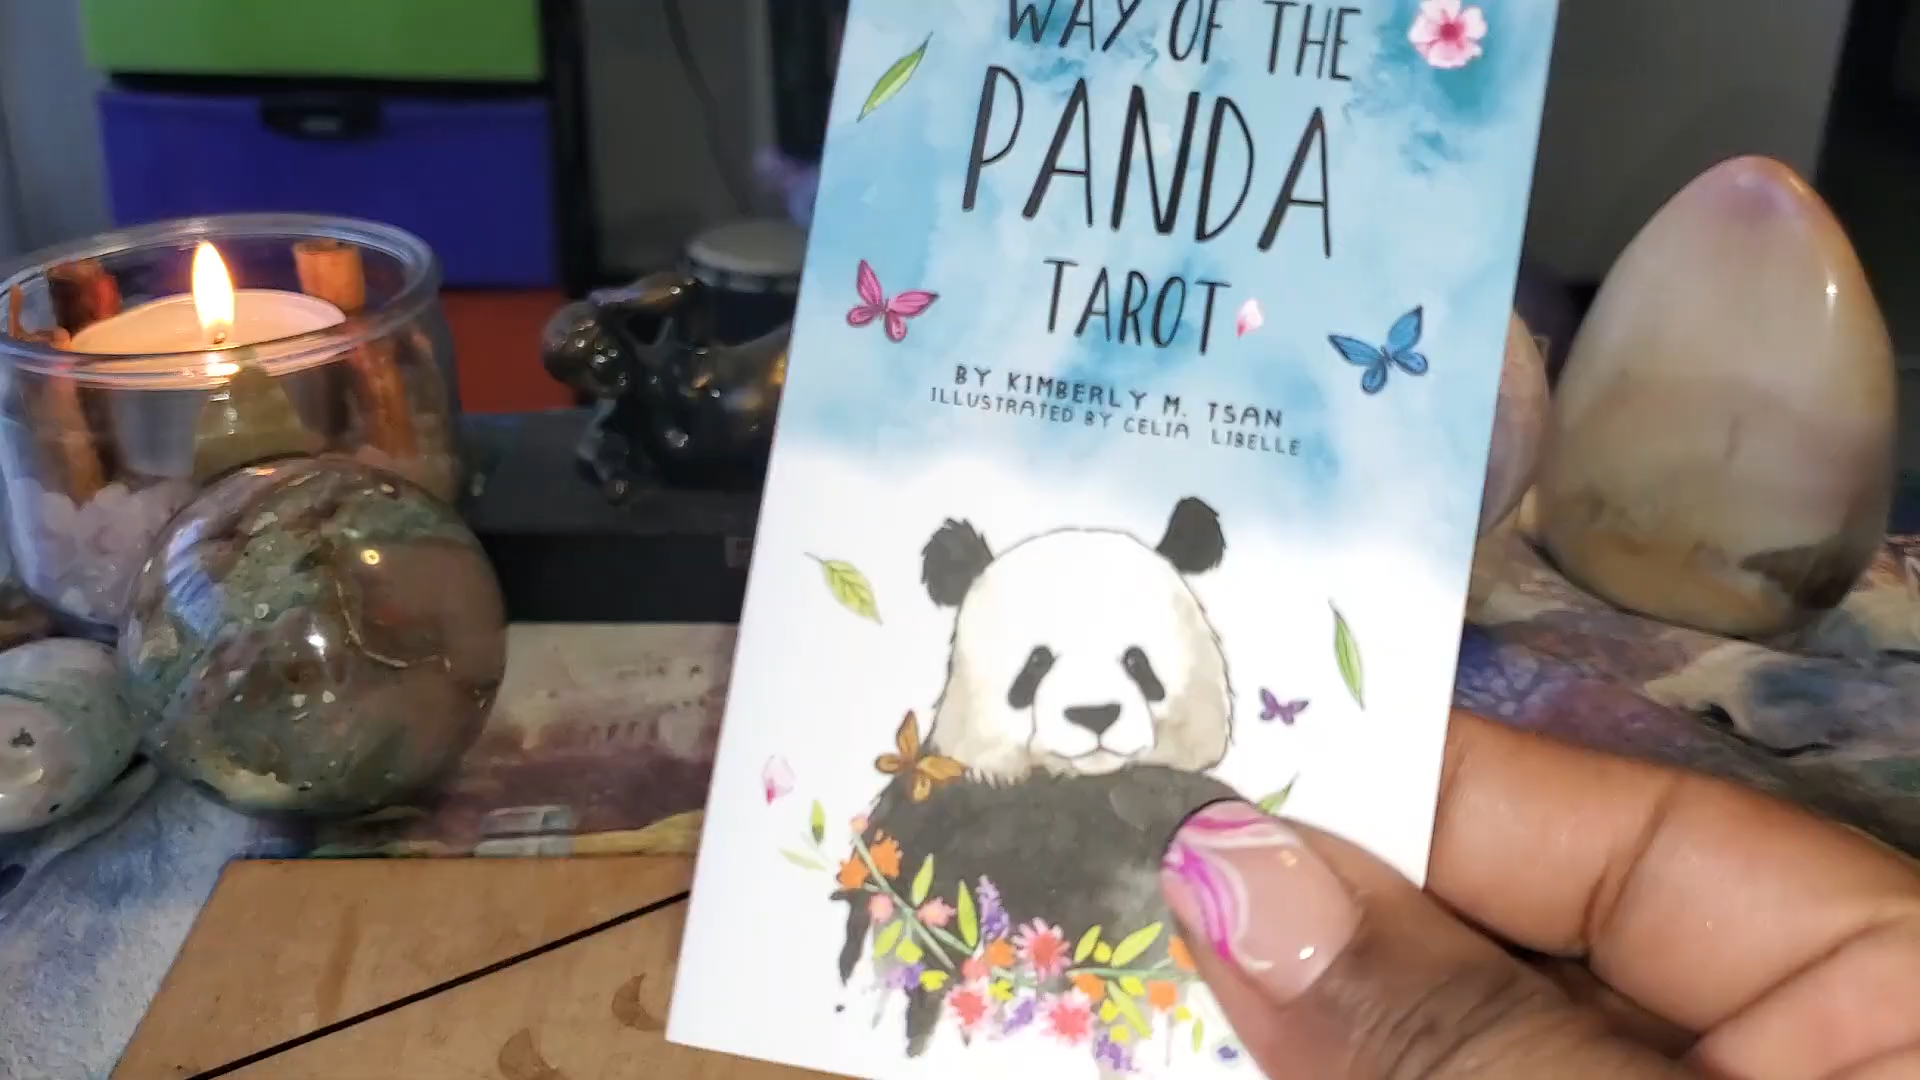 WAY OF THE
PANDA
TAROT
BY KIMBERLY M. TSAN
ILLUSTRATED BY CELIA LIBELLE